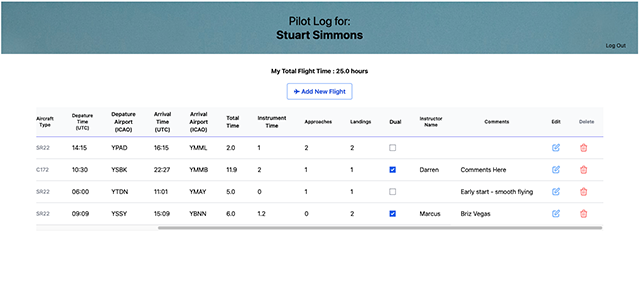 Pilot Log for:
Stuart Simmons
Log Out
My Total Flight Time : 25.0 hours
Add New Flight
Aircraft Type Depature Time (UTC) Depature Airport (ICAO) Arrival Time (UTC) Arrival Airport (ICAO) Total Time Instrument Time Approaches Landings Dual Instructor Name Comments Edit Delete
SR22 14:15 YPAD 16:15 YMML 2.0 1 2 2
C172 10:30 YSBK 22:27 YMMB 11.9 2 1 1 Darren Comments Here
SR22 06:00 YTDN 11:01 YMAY 5.0 0 1 1 Early start - smooth flying
SR22 09:09 YSSY 15:09 YBNN 6.0 1.2 0 2 Marcus Briz Vegas